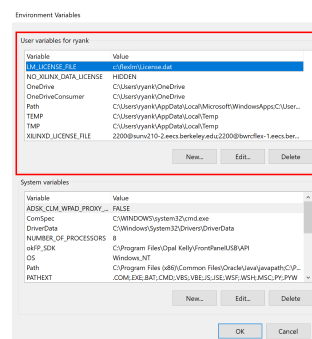 Environment Variables
User variables for ryank
Variable Value
LM_LICENSE_FILE c:\flexlm\License.dat
NO_XILINX_DATA_LICENSE HIDDEN
OneDrive C:\Users\ryank\OneDrive
OneDriveConsumer C:\Users\ryank\OneDrive
Path C:\Users\ryank\AppData\Local\Microsoft\WindowsApps;C:\User...
TEMP C:\Users\ryank\AppData\Local\Temp
TMP C:\Users\ryank\AppData\Local\Temp
XILINXD_LICENSE_FILE 2200@sunv210-2.eecs.berkeley.edu;2200@bwrcflex-1.eecs.ber...
New... Edit... Delete
System variables
Variable Value
ADSK_CLM_WPAD_PROXY_... FALSE
ComSpec C:\WINDOWS\system32\cmd.exe
DriverData C:\Windows\System32\Drivers\DriverData
NUMBER_OF_PROCESSORS 8
okFP_SDK C:\Program Files\Opal Kelly\FrontPanelUSB\API
OS Windows_NT
Path C:\Program Files (x86)\Common Files\Oracle\Java\javapath;C:\P...
PATHEXT .COM;.EXE;.BAT;.CMD;.VBS;.VBE;.JS;.JSE;.WSF;.WSH;.MSC;.PY;.PYW
New... Edit... Delete
OK Cancel